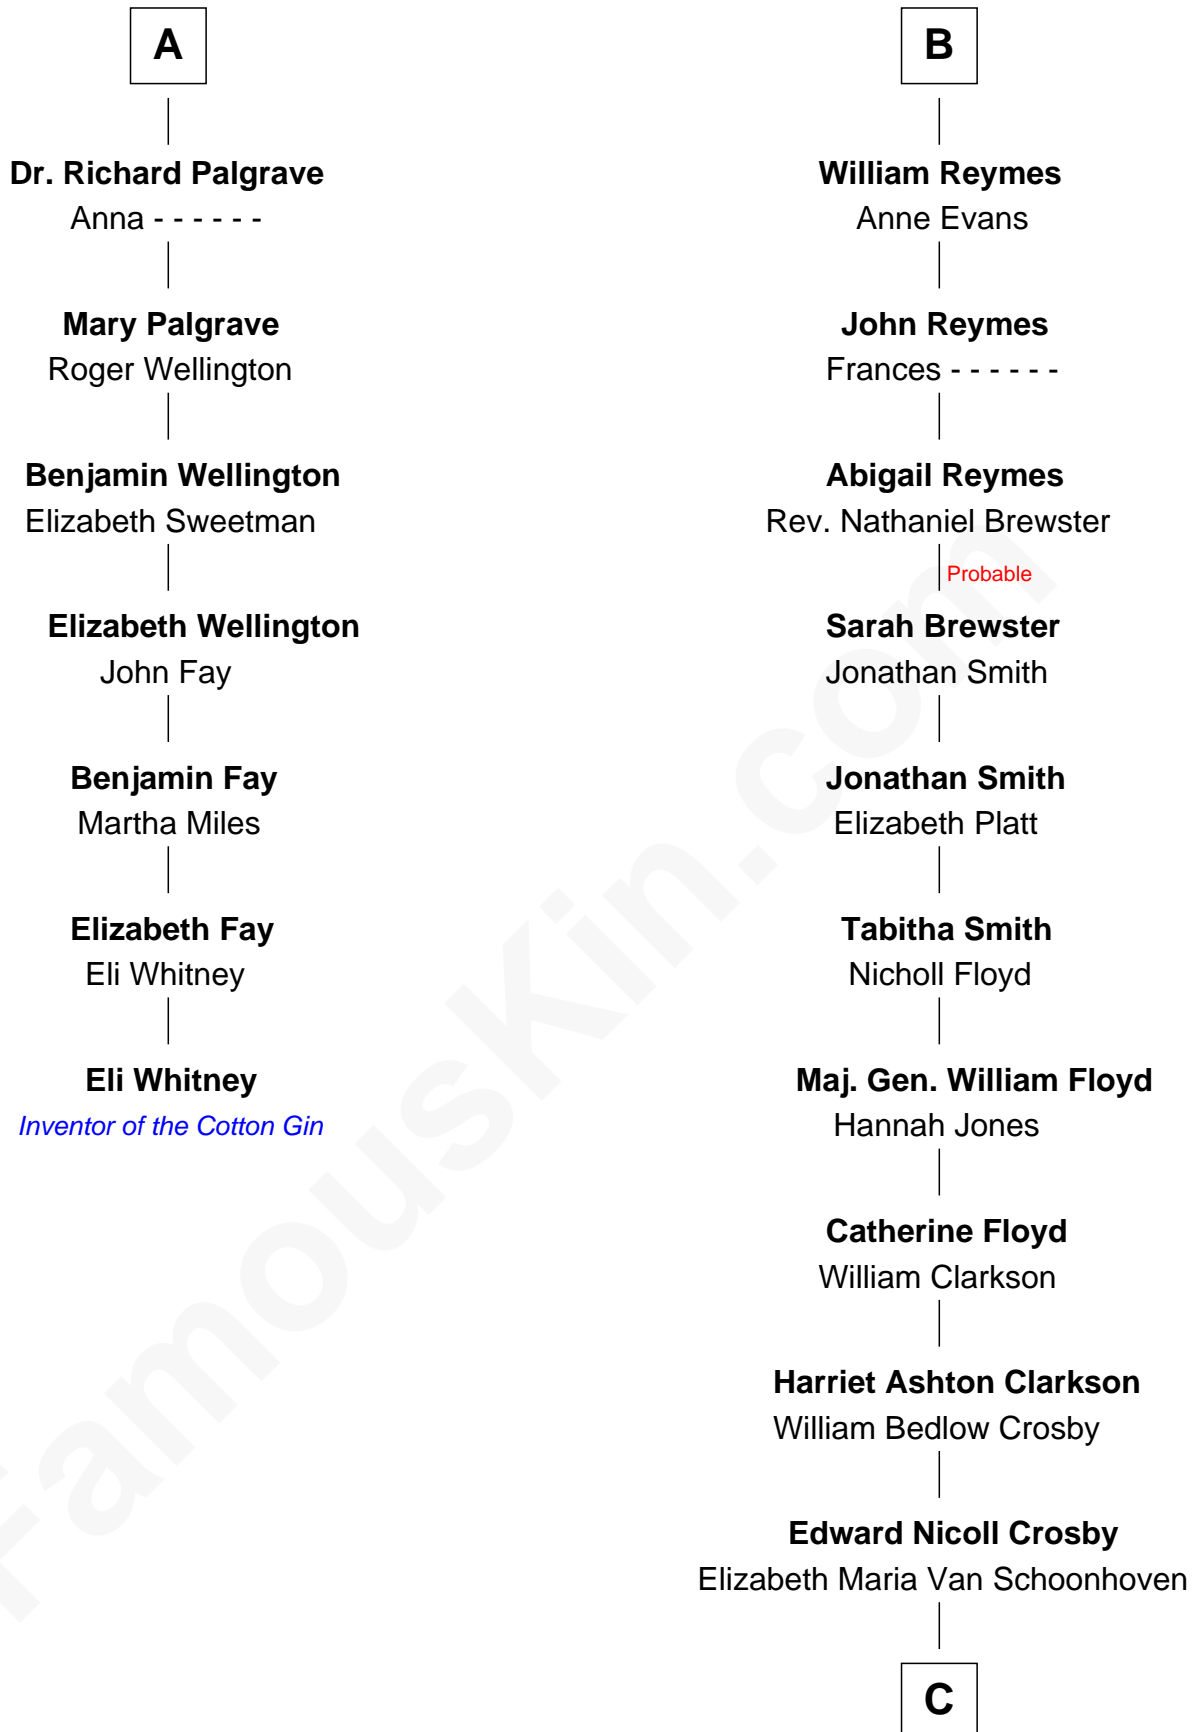 A
Dr. Richard Palgrave
Anna - - - - - -
Mary Palgrave
Roger Wellington
Benjamin Wellington
Elizabeth Sweetman
Elizabeth Wellington
John Fay
Benjamin Fay
Martha Miles
Elizabeth Fay
Eli Whitney
Eli Whitney
Inventor of the Cotton Gin
B
William Reymes
Anne Evans
John Reymes
Frances - - - - - -
Abigail Reymes
Rev. Nathaniel Brewster
Probable
Sarah Brewster
Jonathan Smith
Jonathan Smith
Elizabeth Platt
Tabitha Smith
Nicholl Floyd
Maj. Gen. William Floyd
Hannah Jones
Catherine Floyd
William Clarkson
Harriet Ashton Clarkson
William Bedlow Crosby
Edward Nicoll Crosby
Elizabeth Maria Van Schoonhoven
C
FamousKin.com